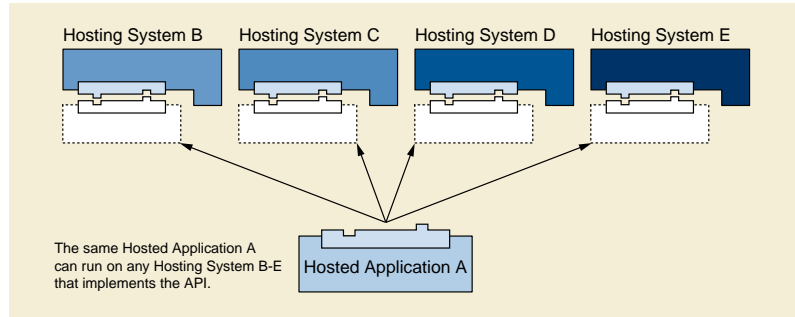 Hosting System B
Hosting System C
Hosting System D
Hosting System E
The same Hosted Application A
can run on any Hosting System B-E
that implements the API.
Hosted Application A